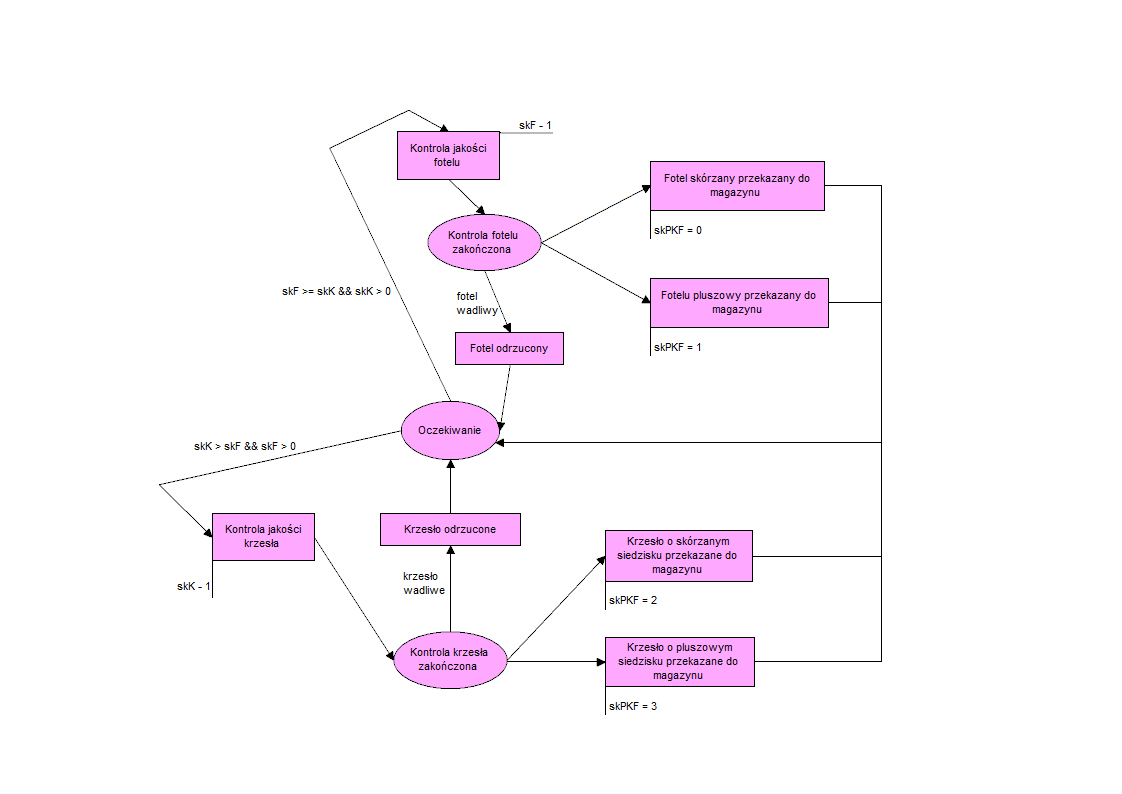 skF - 1
Kontrola jakości
fotelu
Fotel skórzany przekazany do
magazynu
skPKF = 0
Kontrola fotelu
zakończona
skF >= skK && skK > 0
fotel
wadliwy
Fotelu pluszowy przekazany do
magazynu
skPKF = 1
Fotel odrzucony
Oczekiwanie
skK > skF && skF > 0
Kontrola jakości
krzesła
skK - 1
Krzesło odrzucone
krzesło
wadliwe
Krzesło o skórzanym
siedzisku przekazane do
magazynu
skPKF = 2
Kontrola krzesła
zakończona
Krzesło o pluszowym
siedzisku przekazane do
magazynu
skPKF = 3